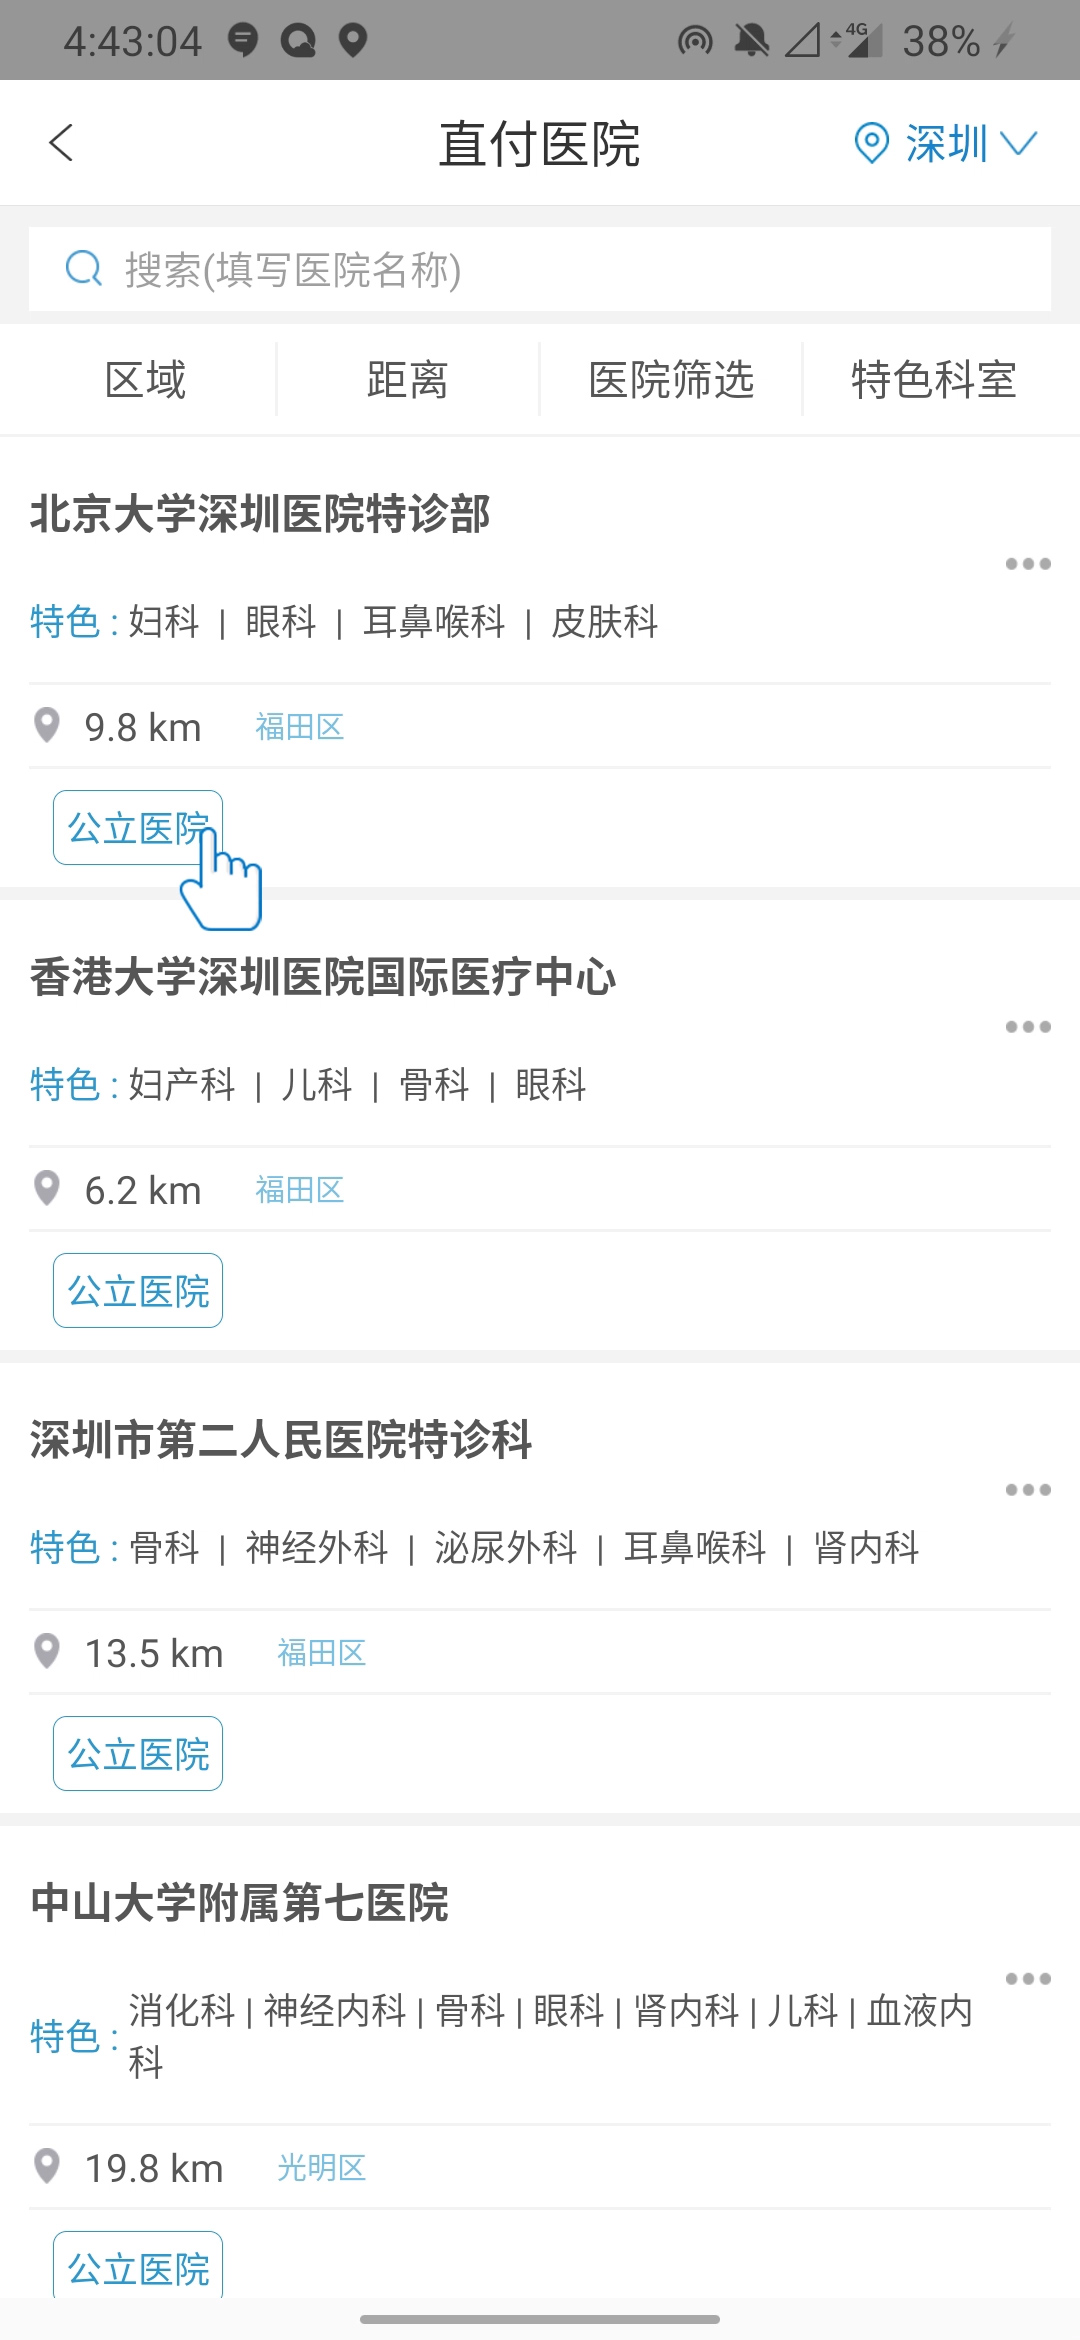 4:43:04 4G 38%
直付医院 深圳
搜索(填写医院名称)
区域 距离 医院筛选 特色科室
北京大学深圳医院特诊部
特色 : 妇科 | 眼科 | 耳鼻喉科 | 皮肤科
9.8 km 福田区
公立医院
香港大学深圳医院国际医疗中心
特色 : 妇产科 | 儿科 | 骨科 | 眼科
6.2 km 福田区
公立医院
深圳市第二人民医院特诊科
特色 : 骨科 | 神经外科 | 泌尿外科 | 耳鼻喉科 | 肾内科
13.5 km 福田区
公立医院
中山大学附属第七医院
特色 : 消化科 | 神经内科 | 骨科 | 眼科 | 肾内科 | 儿科 | 血液内
科
19.8 km 光明区
公立医院